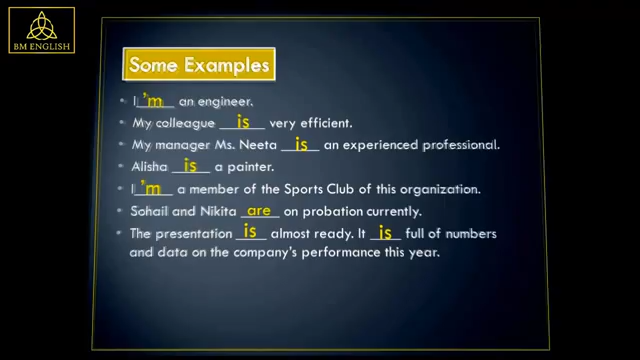 BM ENGLISH
Some Examples
• I 'm an engineer.
• My colleague is very efficient.
• My manager Ms. Neeta is an experienced professional.
• Alisha is a painter.
• I 'm a member of the Sports Club of this organization.
• Sohail and Nikita are on probation currently.
• The presentation is almost ready. It is full of numbers
and data on the company's performance this year.